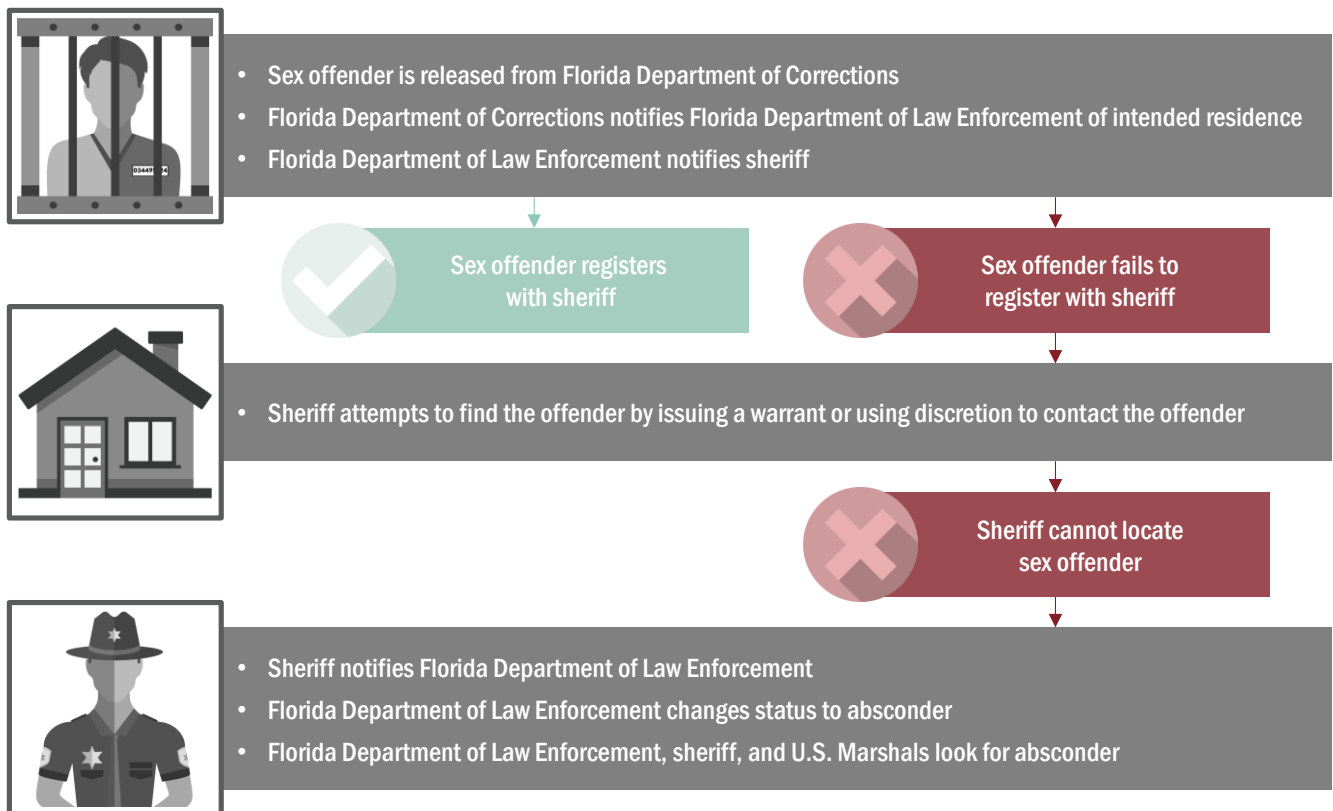 • Sex offender is released from Florida Department of Corrections
• Florida Department of Corrections notifies Florida Department of Law Enforcement of intended residence
• Florida Department of Law Enforcement notifies sheriff
Sex offender registers
with sheriff
Sex offender fails to
register with sheriff
• Sheriff attempts to find the offender by issuing a warrant or using discretion to contact the offender
Sheriff cannot locate
sex offender
• Sheriff notifies Florida Department of Law Enforcement
• Florida Department of Law Enforcement changes status to absconder
• Florida Department of Law Enforcement, sheriff, and U.S. Marshals look for absconder